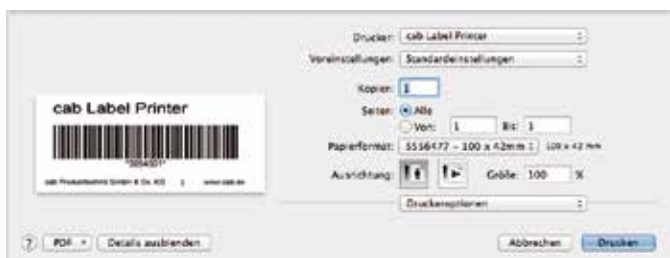 Drucker: cab Label Printer
Voreinstellungen: Standardeinstellungen
Kopien: 1
Seiten: Alle
Von: 1 Bis: 1
Papierformat: 5556477 - 100 x 42mm 100 x 42 mm
Ausrichtung: Größe: 100 %
Druckeroptionen
cab Label Printer
cab Produkttechnik GmbH & Co. KG www.cab.de
? PDF Details ausblenden Abbrechen Drucken